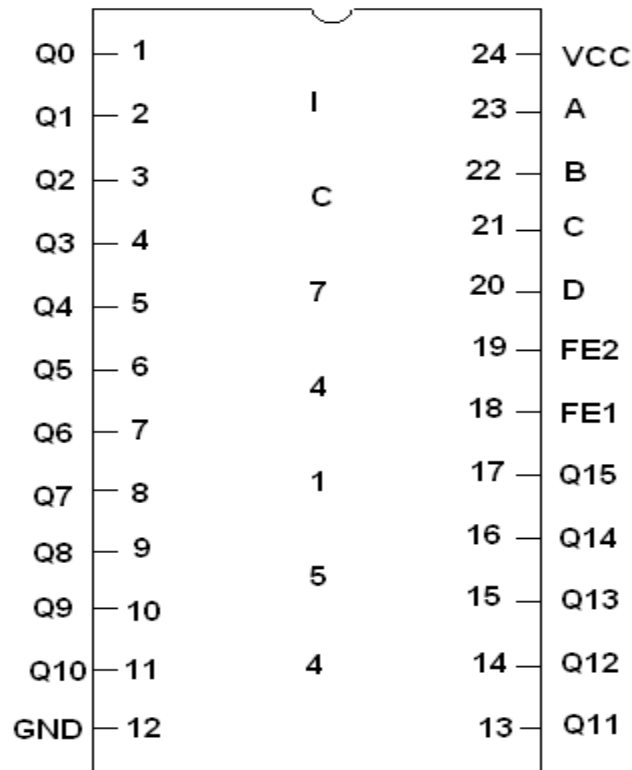 Q0 1 24 VCC
I
Q1 2 23 A
Q2 3 22 B
C
Q3 4 21 C
7
Q4 5 20 D
Q5 6 19 FE2
4
Q6 7 18 FE1
1
Q7 8 17 Q15
Q8 9 16 Q14
5
Q9 10 15 Q13
Q10 11 4 14 Q12
GND 12 13 Q11